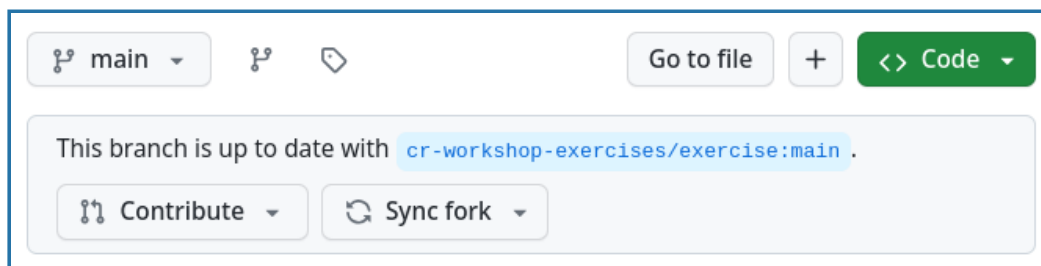 main Go to file + <> Code
This branch is up to date with cr-workshop-exercises/exercise:main.
Contribute Sync fork